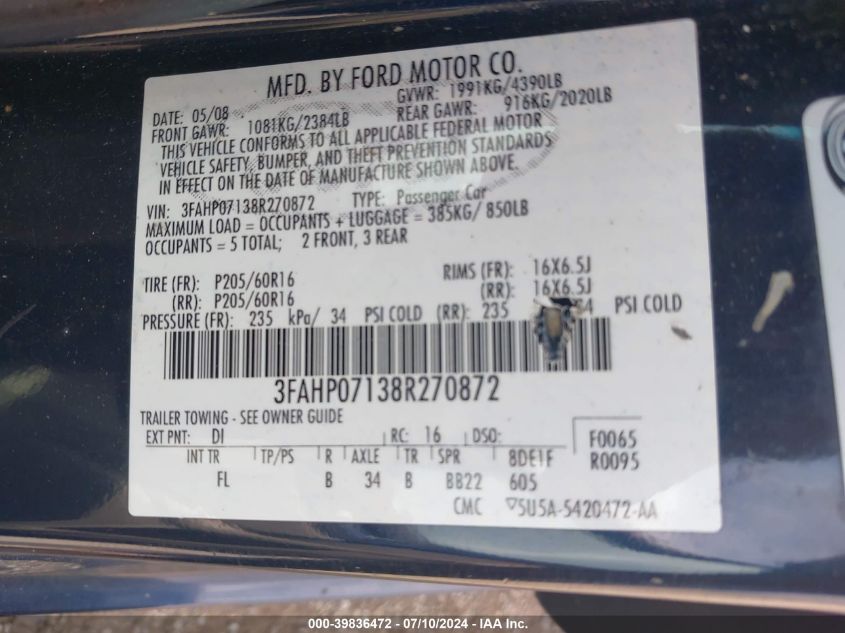 MFD. BY FORD MOTOR CO.
DATE: 05/08 GVWR: 1991KG/4390LB
FRONT GAWR: 1081KG/2384LB REAR GAWR: 916KG/2020LB
THIS VEHICLE CONFORMS TO ALL APPLICABLE FEDERAL MOTOR
VEHICLE SAFETY, BUMPER, AND THEFT PREVENTION STANDARDS
IN EFFECT ON THE DATE OF MANUFACTURE SHOWN ABOVE.
VIN: 3FAHP07138R270872 TYPE: Passenger Car
MAXIMUM LOAD = OCCUPANTS + LUGGAGE = 385KG/ 850LB
OCCUPANTS = 5 TOTAL; 2 FRONT, 3 REAR
TIRE (FR): P205/60R16 RIMS (FR): 16X6.5J
(RR): P205/60R16 (RR): 16X6.5J
PRESSURE (FR): 235 kPa/ 34 PSI COLD (RR): 235 PSI COLD
3FAHP07138R270872
TRAILER TOWING - SEE OWNER GUIDE
EXT PNT: DI RC: 16 DSO: F0065
INT TR TP/PS R AXLE TR SPR 8DE1F R0095
FL B 34 B BB22 605
CMC 5U5A-5420472-AA
000-39836472 - 07/10/2024 - IAA Inc.